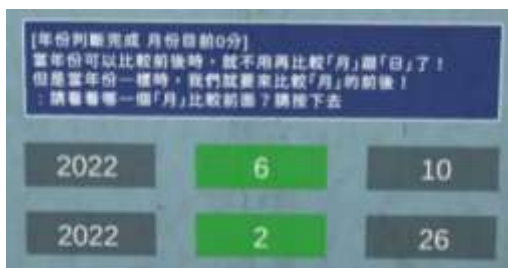 [年份判斷完成 月份目前0分]
當年份可以比較前後時，就不用再比較「月」跟「日」了！
但是當年份一樣時，我們就要來比較「月」的前後！
：請看看哪一個「月」比較前面？請按下去
2022 6 10
2022 2 26